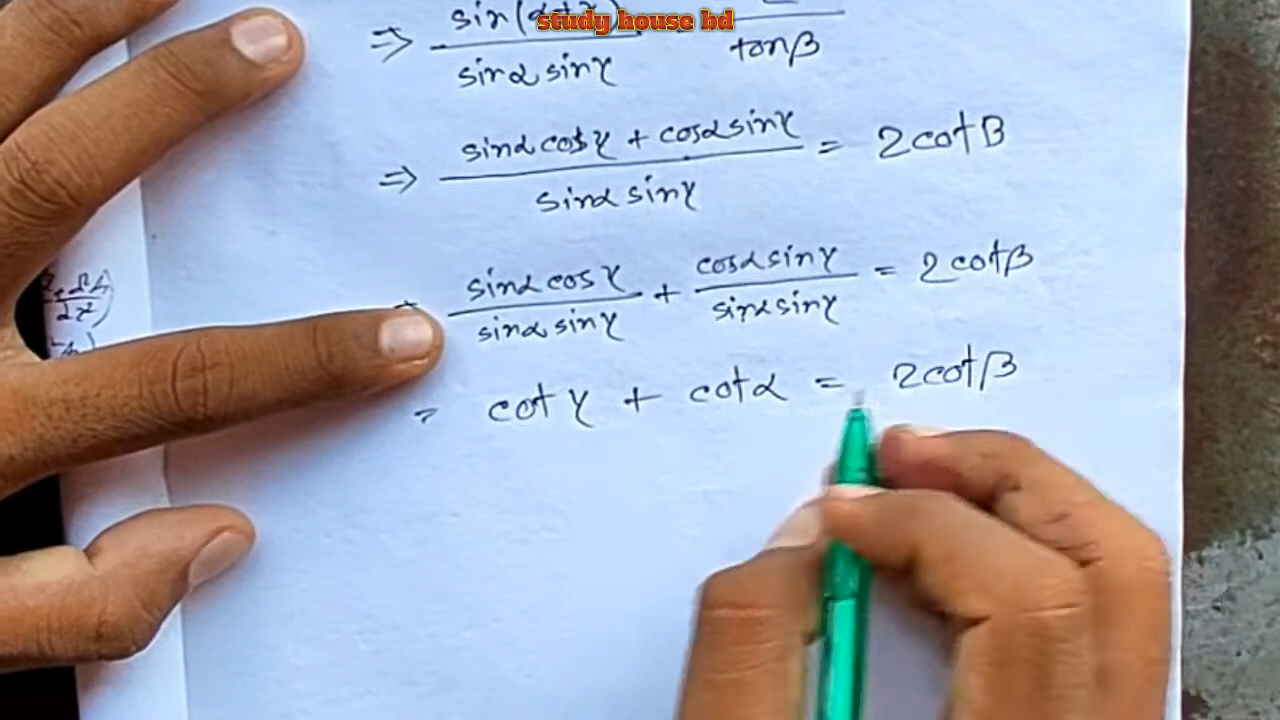 study house bd
⇒ sin(α+γ) / sinα sinγ = 2 / tanβ
⇒ sinα cosγ + cosα sinγ / sinα sinγ = 2cotβ
sinα cosγ / sinα sinγ + cosα sinγ / sinα sinγ = 2cotβ
= cotγ + cotα = 2cotβ